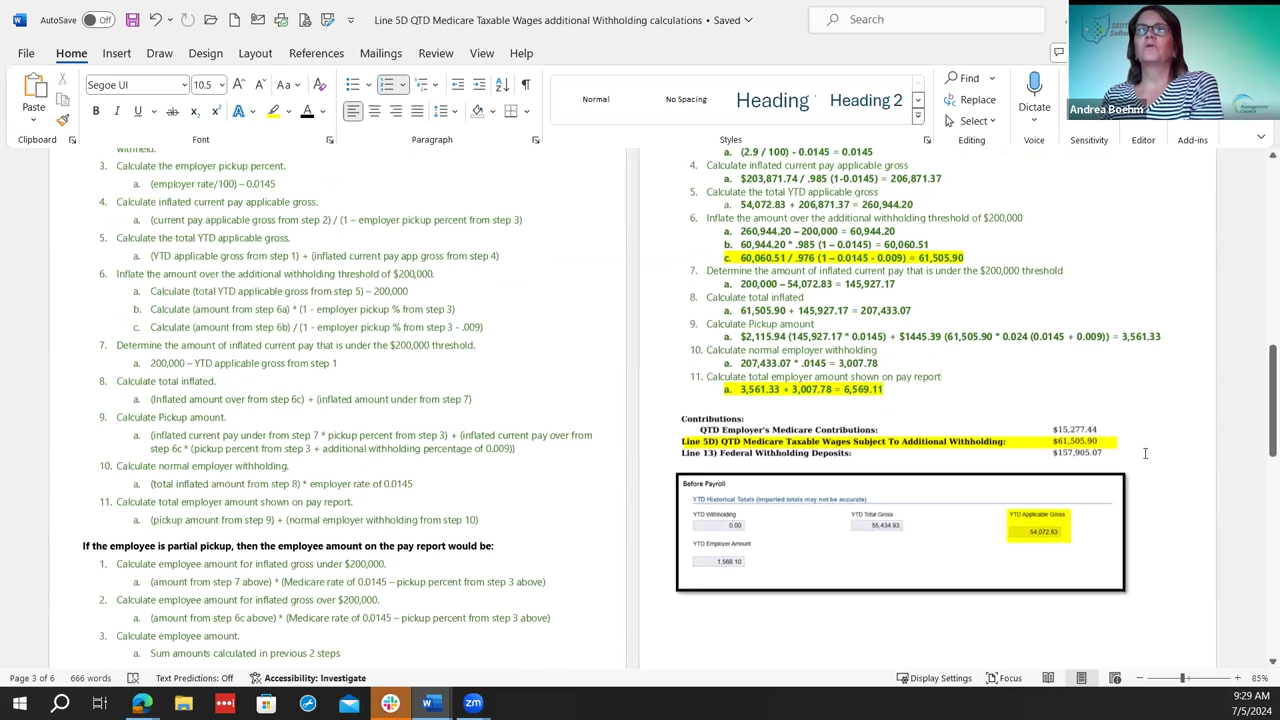 AutoSave Off
Line 5D QTD Medicare Taxable Wages additional Withholding calculations • Saved
Search
File Home Insert Draw Design Layout References Mailings Review View Help
Paste
Segoe UI 10.5
Normal No Spacing Heading Heading 2
Find
Replace
Select
Dictate
Clipboard Font Paragraph Styles Editing Voice Sensitivity Editor Add-ins
Andrea Boehm
withheld.
3. Calculate the employer pickup percent.
a. (employer rate/100) – 0.0145
4. Calculate inflated current pay applicable gross.
a. (current pay applicable gross from step 2) / (1 – employer pickup percent from step 3)
5. Calculate the total YTD applicable gross.
a. (YTD applicable gross from step 1) + (inflated current pay app gross from step 4)
6. Inflate the amount over the additional withholding threshold of $200,000.
a. Calculate (total YTD applicable gross from step 5) – 200,000
b. Calculate (amount from step 6a) * (1 - employer pickup % from step 3)
c. Calculate (amount from step 6b) / (1 - employer pickup % from step 3 - .009)
7. Determine the amount of inflated current pay that is under the $200,000 threshold.
a. 200,000 – YTD applicable gross from step 1
8. Calculate total inflated.
a. (Inflated amount over from step 6c) + (inflated amount under from step 7)
9. Calculate Pickup amount.
a. (inflated current pay under from step 7 * pickup percent from step 3) + (inflated current pay over from
step 6c * (pickup percent from step 3 + additional withholding percentage of 0.009))
10. Calculate normal employer withholding.
a. (total inflated amount from step 8) * employer rate of 0.0145
11. Calculate total employer amount shown on pay report.
a. (pickup amount from step 9) + (normal employer withholding from step 10)
If the employee is partial pickup, then the employee amount on the pay report would be:
1. Calculate employee amount for inflated gross under $200,000.
a. (amount from step 7 above) * (Medicare rate of 0.0145 – pickup percent from step 3 above)
2. Calculate employee amount for inflated gross over $200,000.
a. (amount from step 6c above) * (Medicare rate of 0.0145 – pickup percent from step 3 above)
3. Calculate employee amount.
a. Sum amounts calculated in previous 2 steps
a. (2.9 / 100) - 0.0145 = 0.0145
4. Calculate inflated current pay applicable gross
a. $203,871.74 / .985 (1-0.0145) = 206,871.37
5. Calculate the total YTD applicable gross
a. 54,072.83 + 206,871.37 = 260,944.20
6. Inflate the amount over the additional withholding threshold of $200,000
a. 260,944.20 – 200,000 = 60,944.20
b. 60,944.20 * .985 (1 – 0.0145) = 60,060.51
c. 60,060.51 / .976 (1 – 0.0145 - 0.009) = 61,505.90
7. Determine the amount of inflated current pay that is under the $200,000 threshold
a. 200,000 – 54,072.83 = 145,927.17
8. Calculate total inflated
a. 61,505.90 + 145,927.17 = 207,433.07
9. Calculate Pickup amount
a. $2,115.94 (145,927.17 * 0.0145) + $1445.39 (61,505.90 * 0.024 (0.0145 + 0.009)) = 3,561.33
10. Calculate normal employer withholding
a. 207,433.07 * .0145 = 3,007.78
11. Calculate total employer amount shown on pay report
a. 3,561.33 + 3,007.78 = 6,569.11
Contributions:
QTD Employer's Medicare Contributions: $15,277.44
Line 5D) QTD Medicare Taxable Wages Subject To Additional Withholding: $61,505.90
Line 13) Federal Withholding Deposits: $157,905.07
Before Payroll
YTD Historical Totals (Imported totals may not be accurate)
YTD Withholding YTD Total Gross YTD Applicable Gross
0.00 55,434.93 54,072.83
YTD Employer Amount
1,568.10
Page 3 of 6 666 words Text Predictions: Off Accessibility: Investigate Display Settings Focus 85%
9:29 AM
7/5/2024